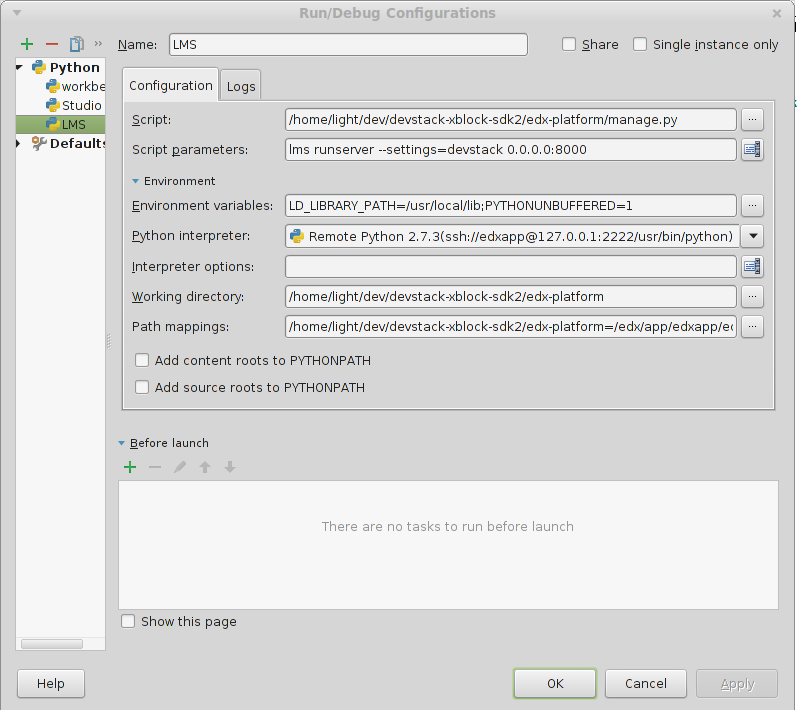 Run/Debug Configurations
Name: LMS Share Single instance only
Python
workbe
Studio
LMS
Defaults
Configuration Logs
Script: /home/light/dev/devstack-xblock-sdk2/edx-platform/manage.py ...
Script parameters: lms runserver --settings=devstack 0.0.0.0:8000
Environment
Environment variables: LD_LIBRARY_PATH=/usr/local/lib;PYTHONUNBUFFERED=1 ...
Python interpreter: Remote Python 2.7.3(ssh://edxapp@127.0.0.1:2222/usr/bin/python)
Interpreter options:
Working directory: /home/light/dev/devstack-xblock-sdk2/edx-platform ...
Path mappings: /home/light/dev/devstack-xblock-sdk2/edx-platform=/edx/app/edxapp/ed ...
Add content roots to PYTHONPATH
Add source roots to PYTHONPATH
Before launch
There are no tasks to run before launch
Show this page
Help OK Cancel Apply